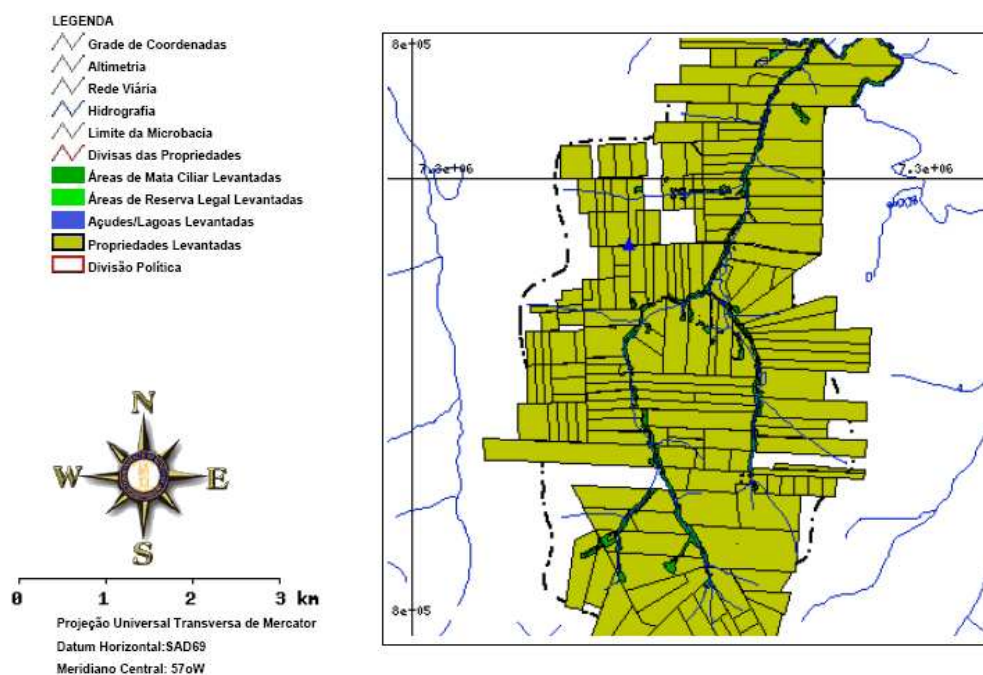 LEGENDA
Grade de Coordenadas
Altimetria
Rede Viária
Hidrografia
Limite da Microbacia
Divisas das Propriedades
Áreas de Mata Ciliar Levantadas
Áreas de Reserva Legal Levantadas
Açudes/Lagoas Levantadas
Propriedades Levantadas
Divisão Política
N
W E
S
0 1 2 3 km
Projeção Universal Transversa de Mercator
Datum Horizontal:SAD69
Meridiano Central: 57oW
8e+05
7.3e+06 7.3e+06
8e+05